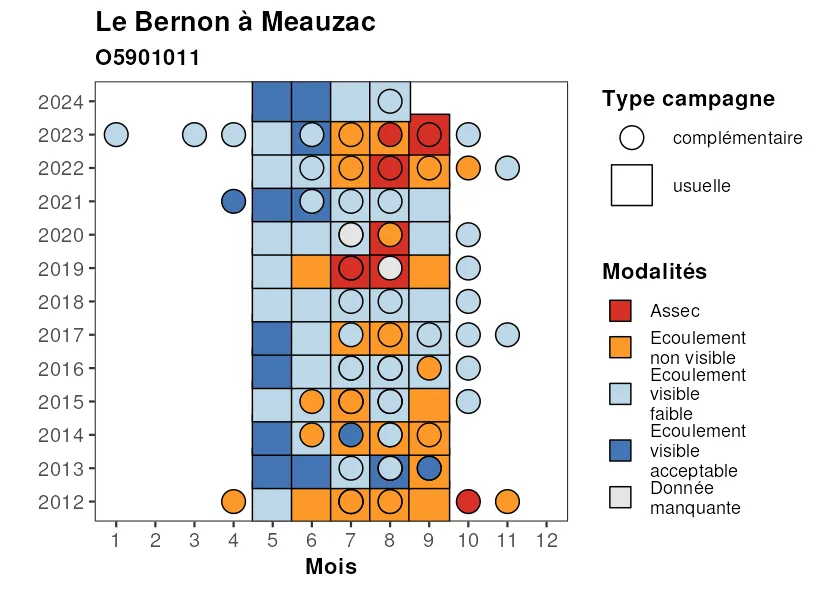 Le Bernon à Meauzac
O5901011
2024
2023
2022
2021
2020
2019
2018
2017
2016
2015
2014
2013
2012
1 2 3 4 5 6 7 8 9 10 11 12
Mois
Type campagne
complémentaire
usuelle
Modalités
Assec
Ecoulement
non visible
Ecoulement
visible
faible
Ecoulement
visible
acceptable
Donnée
manquante